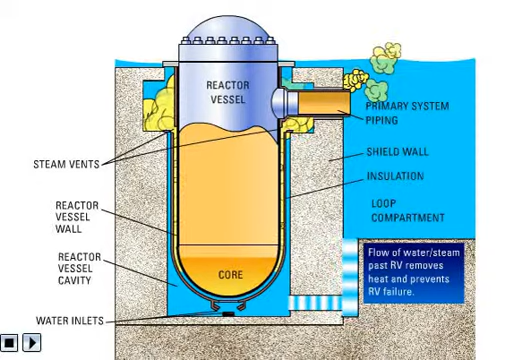 REACTOR
VESSEL
PRIMARY SYSTEM
PIPING
SHIELD WALL
STEAM VENTS
INSULATION
REACTOR
VESSEL
WALL
LOOP
COMPARTMENT
REACTOR
VESSEL
CAVITY
CORE
Flow of water/steam
past RV removes
heat and prevents
RV failure.
WATER INLETS